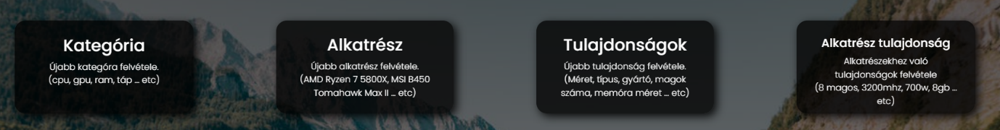 Kategória
Újabb kategóra felvétele.
(cpu, gpu, ram, táp ... etc)
Alkatrész
Újabb alkatrész felvétele.
(AMD Ryzen 7 5800X, MSI B450
Tomahawk Max II ... etc)
Tulajdonságok
Újabb tulajdonság felvétele.
(Méret, típus, gyártó, magok
száma, memóra méret ... etc)
Alkatrész tulajdonság
Alkatrészekhez való
tulajdonságok felvétele
(8 magos, 3200mhz, 700w, 8gb ...
etc)